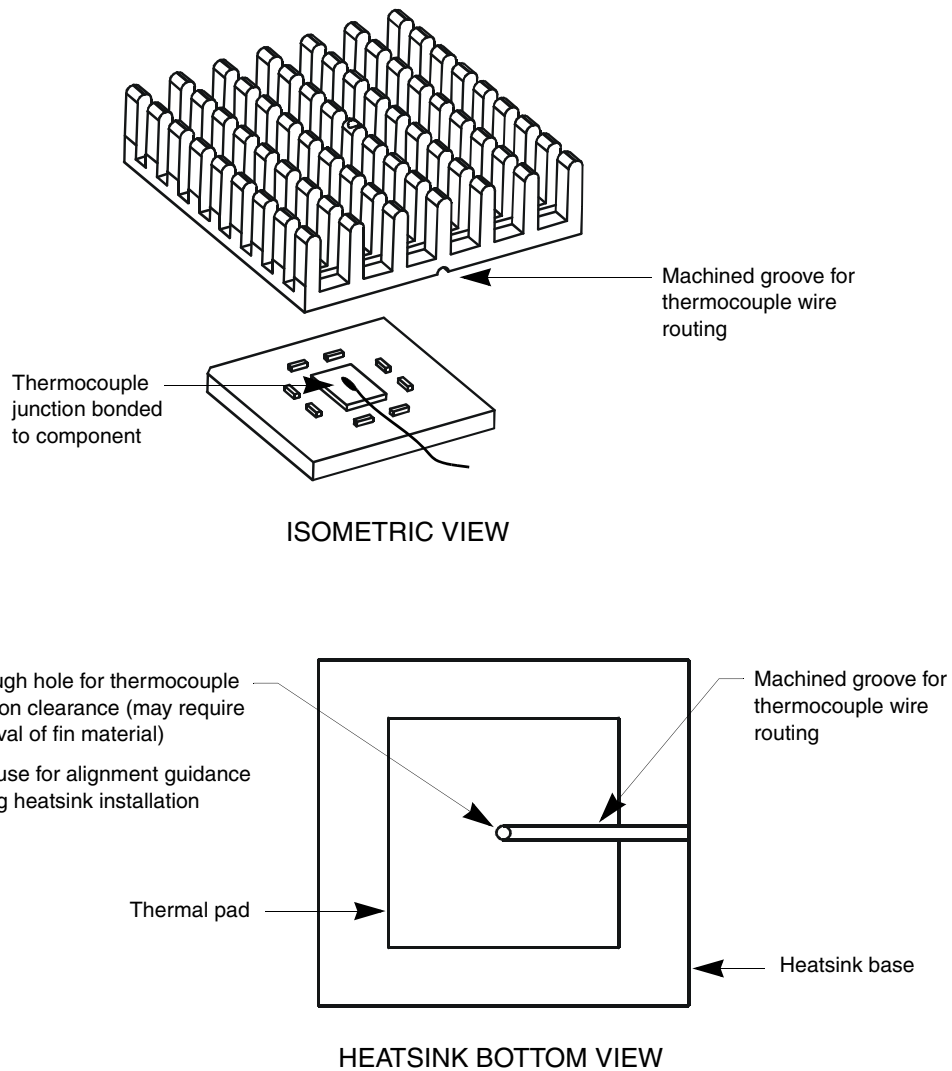 Machined groove for
thermocouple wire
routing
Thermocouple
junction bonded
to component
ISOMETRIC VIEW
ugh hole for thermocouple
on clearance (may require
val of fin material)
use for alignment guidance
g heatsink installation
Machined groove for
thermocouple wire
routing
Thermal pad
Heatsink base
HEATSINK BOTTOM VIEW